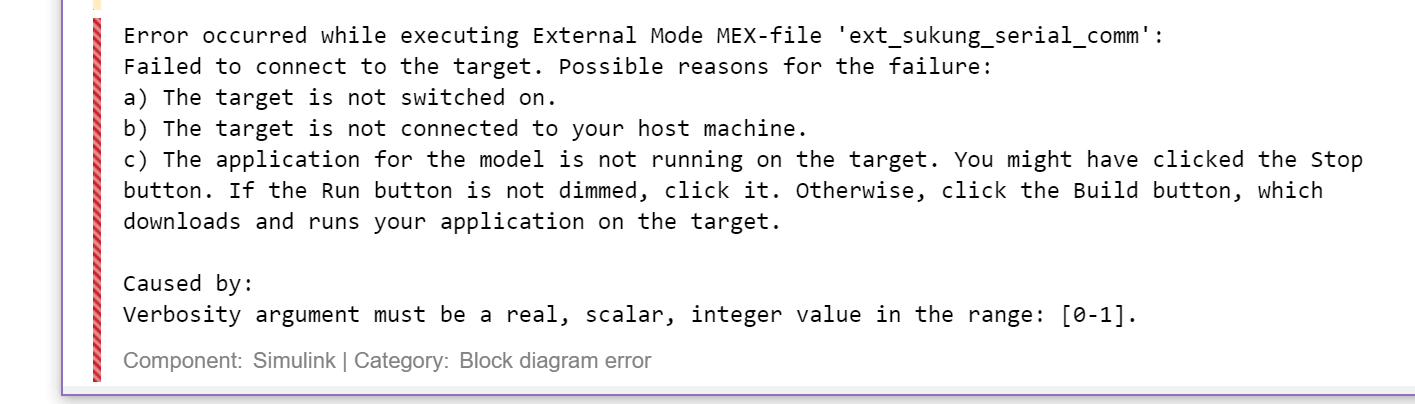 Error occurred while executing External Mode MEX-file 'ext_sukung_serial_comm':
Failed to connect to the target. Possible reasons for the failure:
a) The target is not switched on.
b) The target is not connected to your host machine.
c) The application for the model is not running on the target. You might have clicked the Stop
button. If the Run button is not dimmed, click it. Otherwise, click the Build button, which
downloads and runs your application on the target.
Caused by:
Verbosity argument must be a real, scalar, integer value in the range: [0-1].
Component: Simulink | Category: Block diagram error